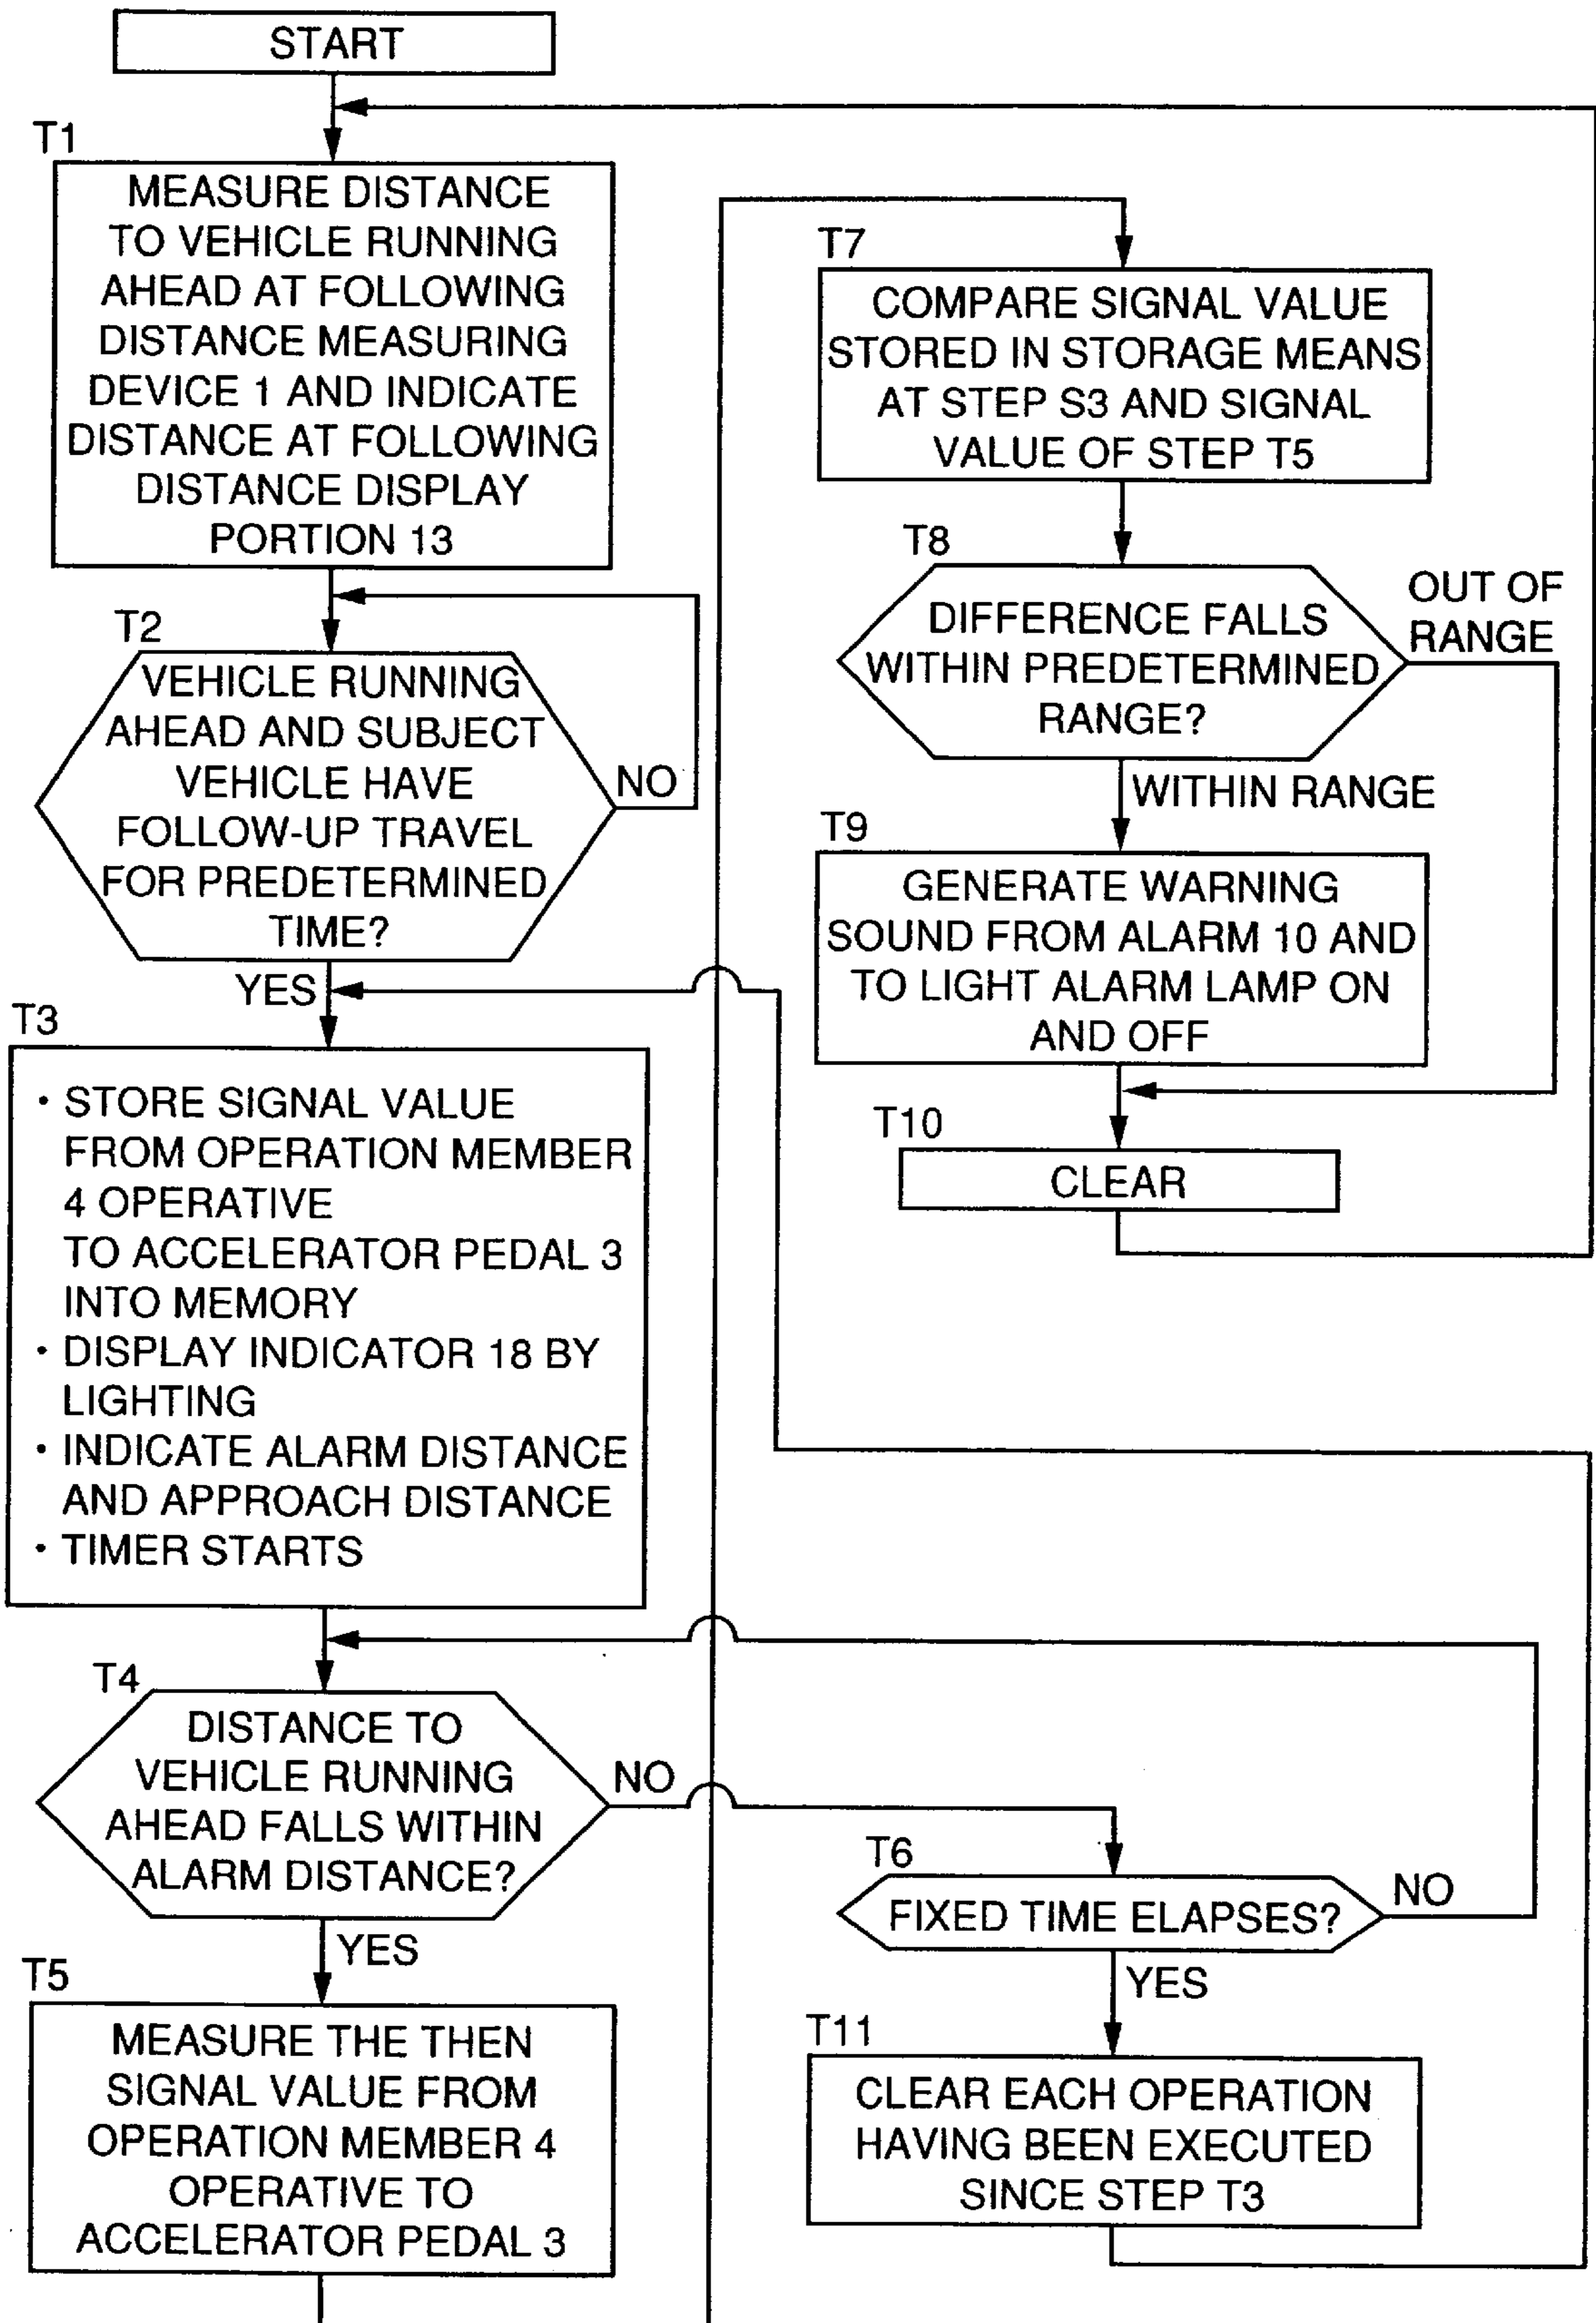 START
T1
MEASURE DISTANCE
TO VEHICLE RUNNING
AHEAD AT FOLLOWING
DISTANCE MEASURING
DEVICE 1 AND INDICATE
DISTANCE AT FOLLOWING
DISTANCE DISPLAY
PORTION 13
T2
VEHICLE RUNNING
AHEAD AND SUBJECT
VEHICLE HAVE
FOLLOW-UP TRAVEL
FOR PREDETERMINED
TIME?
NO
YES
T3
· STORE SIGNAL VALUE
FROM OPERATION MEMBER
4 OPERATIVE
TO ACCELERATOR PEDAL 3
INTO MEMORY
· DISPLAY INDICATOR 18 BY
LIGHTING
· INDICATE ALARM DISTANCE
AND APPROACH DISTANCE
· TIMER STARTS
T4
DISTANCE TO
VEHICLE RUNNING
AHEAD FALLS WITHIN
ALARM DISTANCE?
NO
YES
T5
MEASURE THE THEN
SIGNAL VALUE FROM
OPERATION MEMBER 4
OPERATIVE TO
ACCELERATOR PEDAL 3
T7
COMPARE SIGNAL VALUE
STORED IN STORAGE MEANS
AT STEP S3 AND SIGNAL
VALUE OF STEP T5
T8
DIFFERENCE FALLS
WITHIN PREDETERMINED
RANGE?
OUT OF
RANGE
WITHIN RANGE
T9
GENERATE WARNING
SOUND FROM ALARM 10 AND
TO LIGHT ALARM LAMP ON
AND OFF
T10
CLEAR
T6
FIXED TIME ELAPSES?
NO
YES
T11
CLEAR EACH OPERATION
HAVING BEEN EXECUTED
SINCE STEP T3